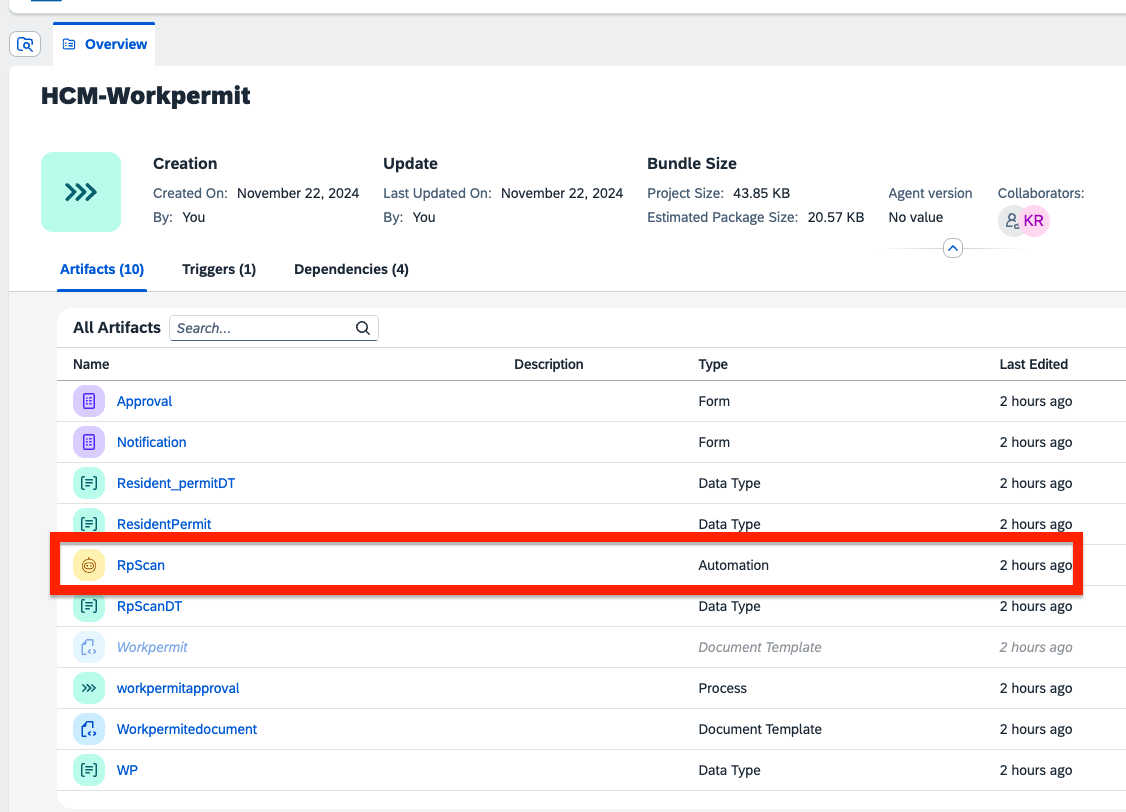 Overview
HCM-Workpermit
Creation
Created On: November 22, 2024
By: You
Update
Last Updated On: November 22, 2024
By: You
Bundle Size
Project Size: 43.85 KB
Estimated Package Size: 20.57 KB
Agent version
No value
Collaborators:
KR
Artifacts (10) Triggers (1) Dependencies (4)
All Artifacts Search...
Name Description Type Last Edited
Approval Form 2 hours ago
Notification Form 2 hours ago
Resident_permitDT Data Type 2 hours ago
ResidentPermit Data Type 2 hours ago
RpScan Automation 2 hours ago
RpScanDT Data Type 2 hours ago
Workpermit Document Template 2 hours ago
workpermitapproval Process 2 hours ago
Workpermitedocument Document Template 2 hours ago
WP Data Type 2 hours ago